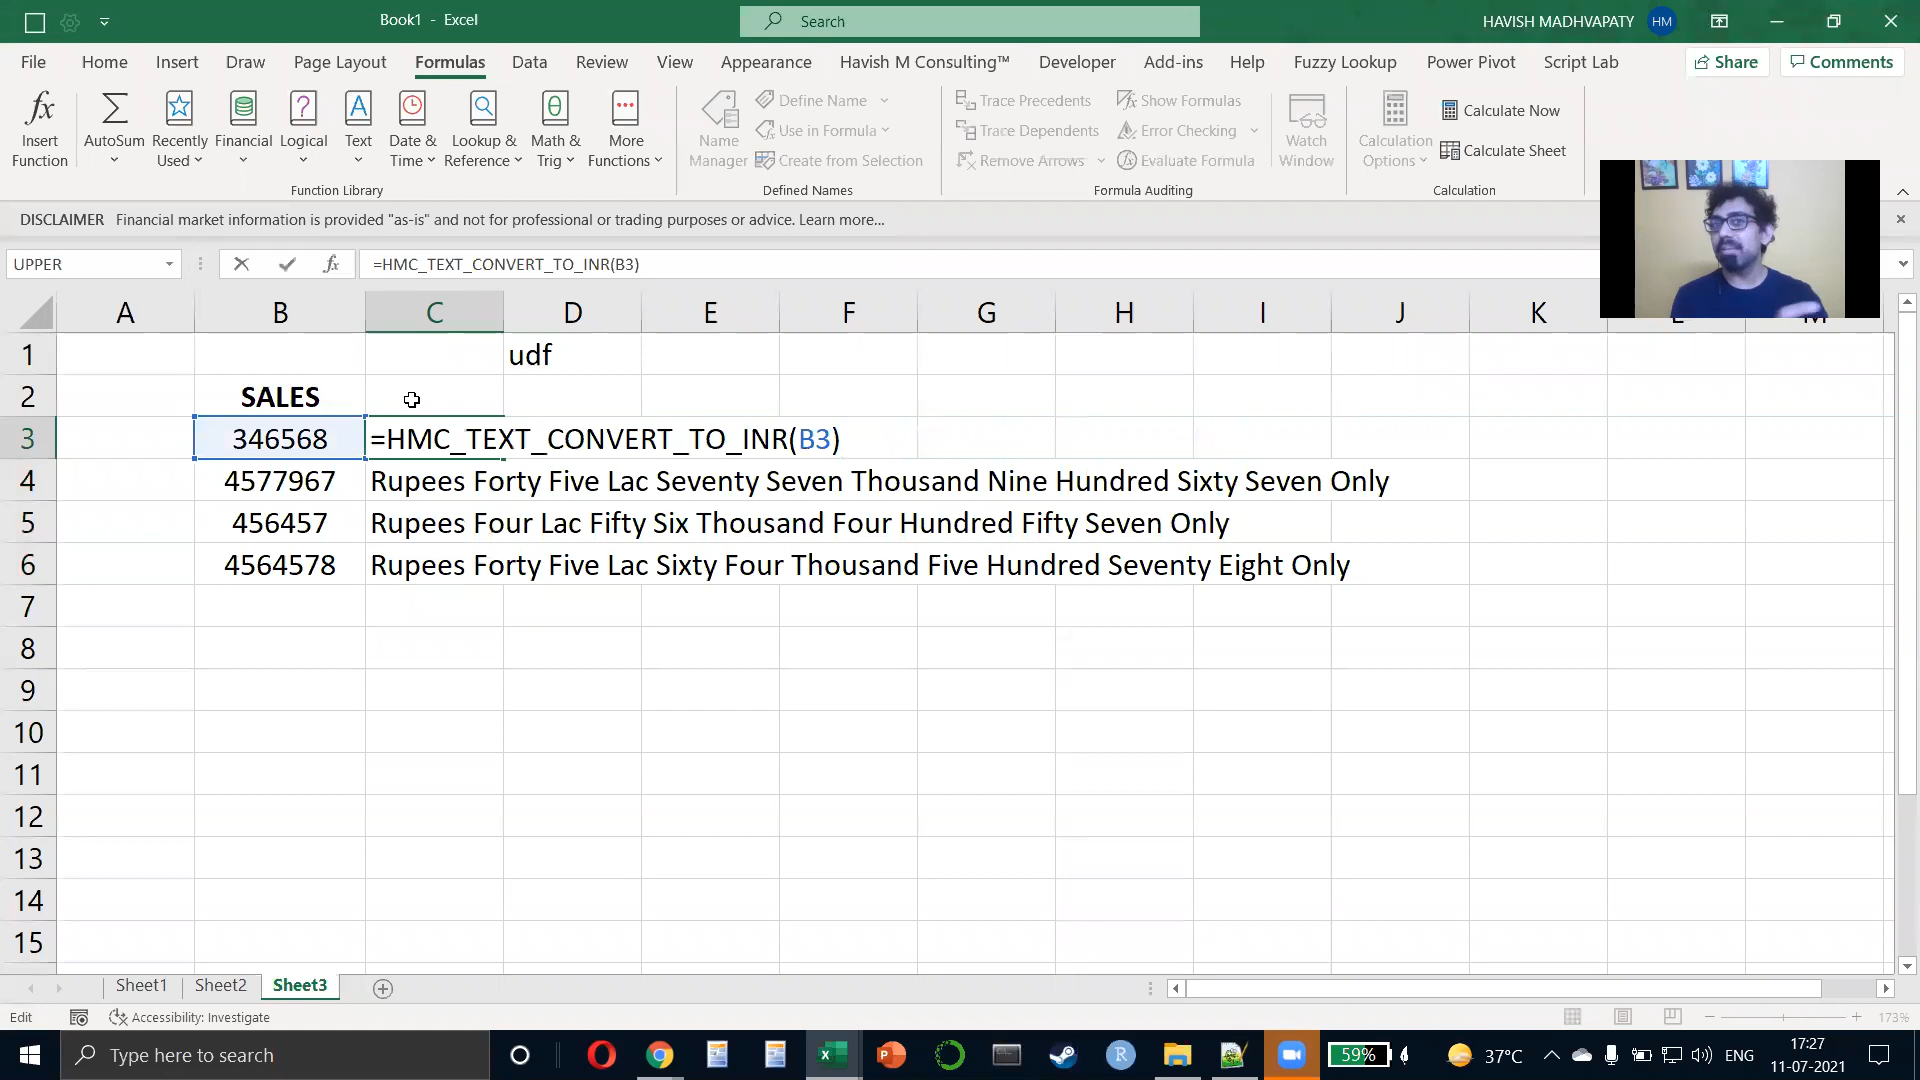 Book1 - Excel
Search
HAVISH MADHVAPATY
HM
File Home Insert Draw Page Layout Formulas Data Review View Appearance Havish M Consulting™ Developer Add-ins Help Fuzzy Lookup Power Pivot Script Lab
Share
Comments
Insert Function
AutoSum
Recently Used
Financial
Logical
Text
Date & Time
Lookup & Reference
Math & Trig
More Functions
Function Library
Name Manager
Define Name
Use in Formula
Create from Selection
Defined Names
Trace Precedents
Trace Dependents
Remove Arrows
Show Formulas
Error Checking
Evaluate Formula
Watch Window
Formula Auditing
Calculation Options
Calculate Now
Calculate Sheet
Calculation
DISCLAIMER Financial market information is provided "as-is" and not for professional or trading purposes or advice. Learn more...
UPPER
fx
=HMC_TEXT_CONVERT_TO_INR(B3)
A B C D E F G H I J K
1 udf
2 SALES
3 346568 =HMC_TEXT_CONVERT_TO_INR(B3)
4 4577967 Rupees Forty Five Lac Seventy Seven Thousand Nine Hundred Sixty Seven Only
5 456457 Rupees Four Lac Fifty Six Thousand Four Hundred Fifty Seven Only
6 4564578 Rupees Forty Five Lac Sixty Four Thousand Five Hundred Seventy Eight Only
7
8
9
10
11
12
13
14
15
Sheet1 Sheet2 Sheet3
Edit
Accessibility: Investigate
173%
Type here to search
59%
37°C
ENG
17:27
11-07-2021